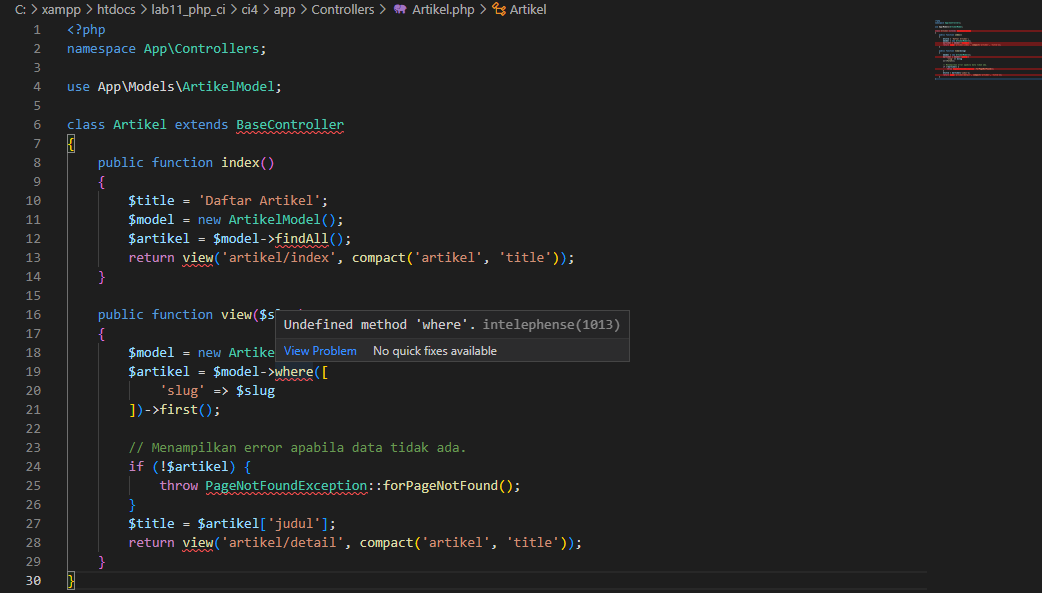 C: > xampp > htdocs > lab11_php_ci > ci4 > app > Controllers > Artikel.php > Artikel
1 <?php
2 namespace App\Controllers;
3
4 use App\Models\ArtikelModel;
5
6 class Artikel extends BaseController
7 {
8 public function index()
9 {
10 $title = 'Daftar Artikel';
11 $model = new ArtikelModel();
12 $artikel = $model->findAll();
13 return view('artikel/index', compact('artikel', 'title'));
14 }
15
16 public function view($s
Undefined method 'where'. intelephense(1013)
View Problem No quick fixes available
17 {
18 $model = new Artike
19 $artikel = $model->where([
20 'slug' => $slug
21 ])->first();
22
23 // Menampilkan error apabila data tidak ada.
24 if (!$artikel) {
25 throw PageNotFoundException::forPageNotFound();
26 }
27 $title = $artikel['judul'];
28 return view('artikel/detail', compact('artikel', 'title'));
29 }
30 }